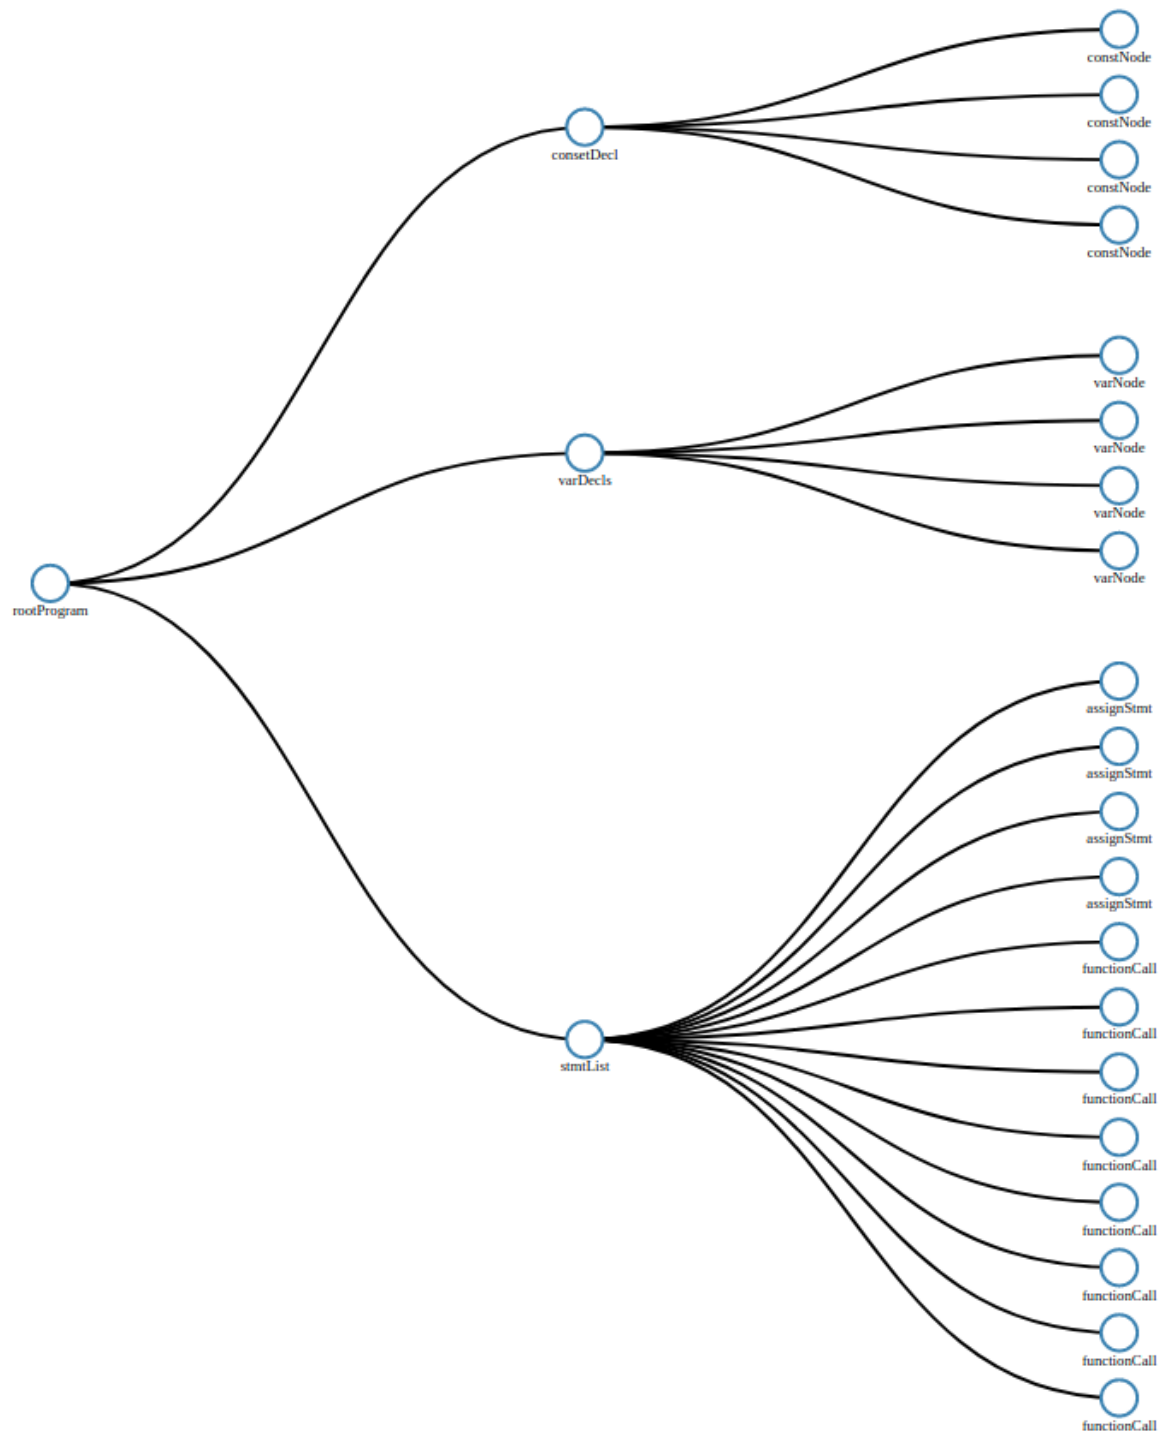 constNode
constNode
consetDecl
constNode
constNode
varNode
varNode
varDecls
varNode
varNode
rootProgram
assignStmt
assignStmt
assignStmt
assignStmt
functionCall
functionCall
stmtList
functionCall
functionCall
functionCall
functionCall
functionCall
functionCall